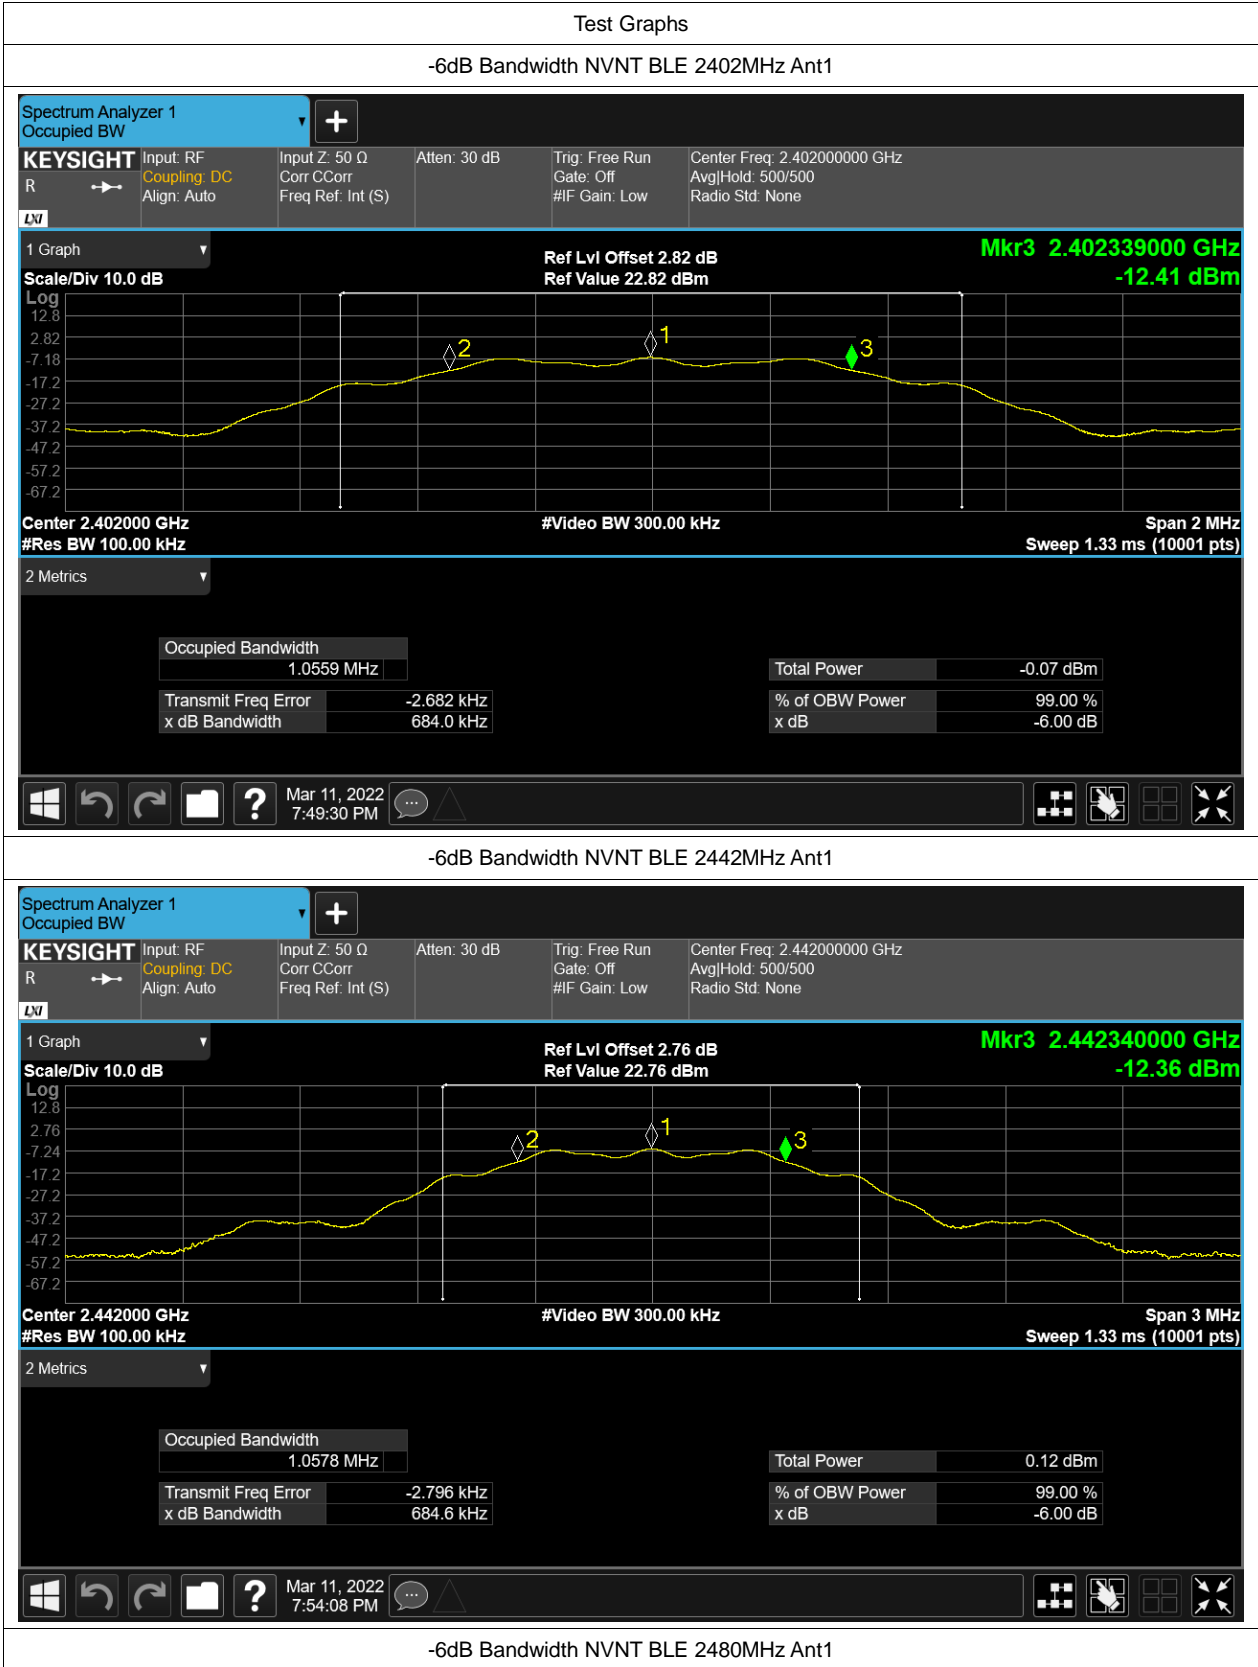 Test Graphs
-6dB Bandwidth NVNT BLE 2402MHz Ant1
Spectrum Analyzer 1
Occupied BW
KEYSIGHT Input: RF Input Z: 50 Ω Atten: 30 dB Trig: Free Run Center Freq: 2.402000000 GHz
R Coupling: DC Corr CCorr Gate: Off Avg|Hold: 500/500
Align: Auto Freq Ref: Int (S) #IF Gain: Low Radio Std: None
LXI
1 Graph Ref Lvl Offset 2.82 dB Mkr3 2.402339000 GHz
Scale/Div 10.0 dB Ref Value 22.82 dBm -12.41 dBm
Log
12.8
2.82
-7.18
-17.2
-27.2
-37.2
-47.2
-57.2
-67.2
1
2
3
Center 2.402000 GHz #Video BW 300.00 kHz Span 2 MHz
#Res BW 100.00 kHz Sweep 1.33 ms (10001 pts)
2 Metrics
Occupied Bandwidth
1.0559 MHz Total Power -0.07 dBm
Transmit Freq Error -2.682 kHz % of OBW Power 99.00 %
x dB Bandwidth 684.0 kHz x dB -6.00 dB
? Mar 11, 2022
7:49:30 PM
-6dB Bandwidth NVNT BLE 2442MHz Ant1
Spectrum Analyzer 1
Occupied BW
KEYSIGHT Input: RF Input Z: 50 Ω Atten: 30 dB Trig: Free Run Center Freq: 2.442000000 GHz
R Coupling: DC Corr CCorr Gate: Off Avg|Hold: 500/500
Align: Auto Freq Ref: Int (S) #IF Gain: Low Radio Std: None
LXI
1 Graph Ref Lvl Offset 2.76 dB Mkr3 2.442340000 GHz
Scale/Div 10.0 dB Ref Value 22.76 dBm -12.36 dBm
Log
12.8
2.76
-7.24
-17.2
-27.2
-37.2
-47.2
-57.2
-67.2
1
2
3
Center 2.442000 GHz #Video BW 300.00 kHz Span 3 MHz
#Res BW 100.00 kHz Sweep 1.33 ms (10001 pts)
2 Metrics
Occupied Bandwidth
1.0578 MHz Total Power 0.12 dBm
Transmit Freq Error -2.796 kHz % of OBW Power 99.00 %
x dB Bandwidth 684.6 kHz x dB -6.00 dB
? Mar 11, 2022
7:54:08 PM
-6dB Bandwidth NVNT BLE 2480MHz Ant1